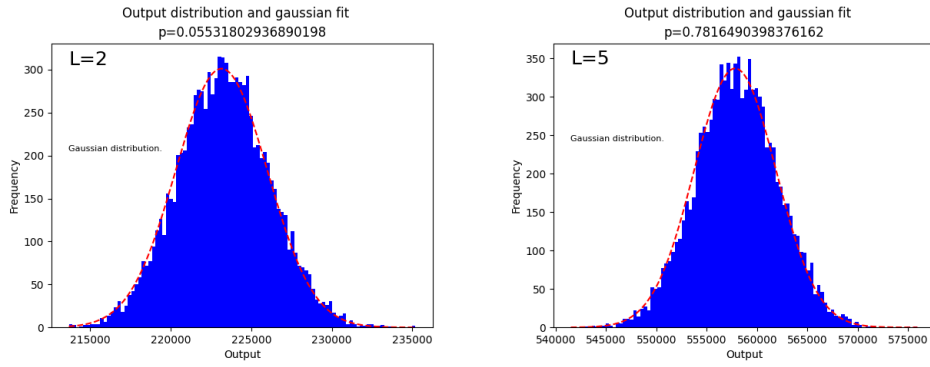 Output distribution and gaussian fit
p=0.05531802936890198
L=2
Gaussian distribution.
Frequency
300
250
200
150
100
50
0
215000 220000 225000 230000 235000
Output
Output distribution and gaussian fit
p=0.7816490398376162
L=5
Gaussian distribution.
Frequency
350
300
250
200
150
100
50
0
540000 545000 550000 555000 560000 565000 570000 575000
Output